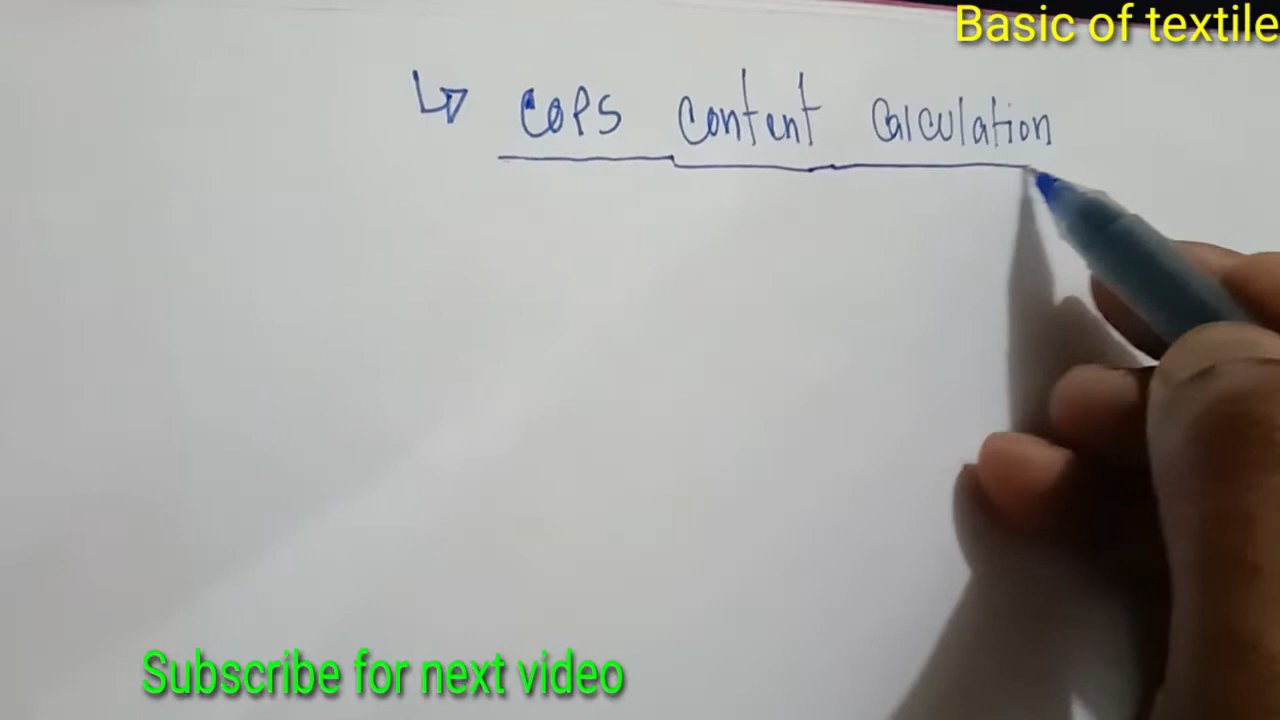 Basic of textile
COPS Content Calculation
Subscribe for next video